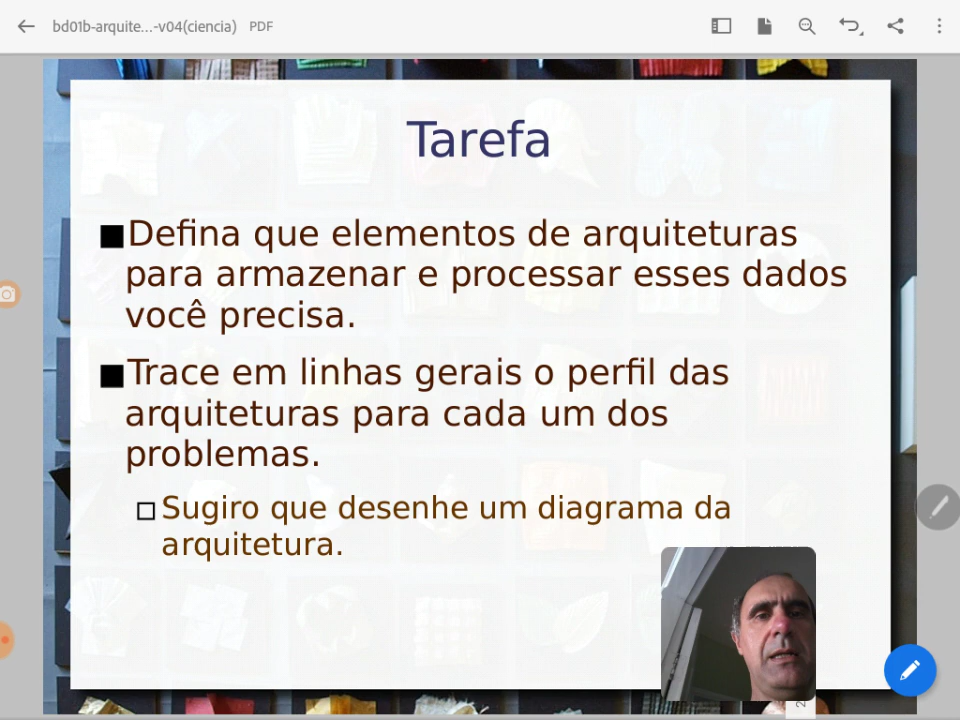 bd01b-arquite...-v04(ciencia) PDF
Tarefa
Defina que elementos de arquiteturas
para armazenar e processar esses dados
você precisa.
Trace em linhas gerais o perfil das
arquiteturas para cada um dos
problemas.
Sugiro que desenhe um diagrama da
arquitetura.